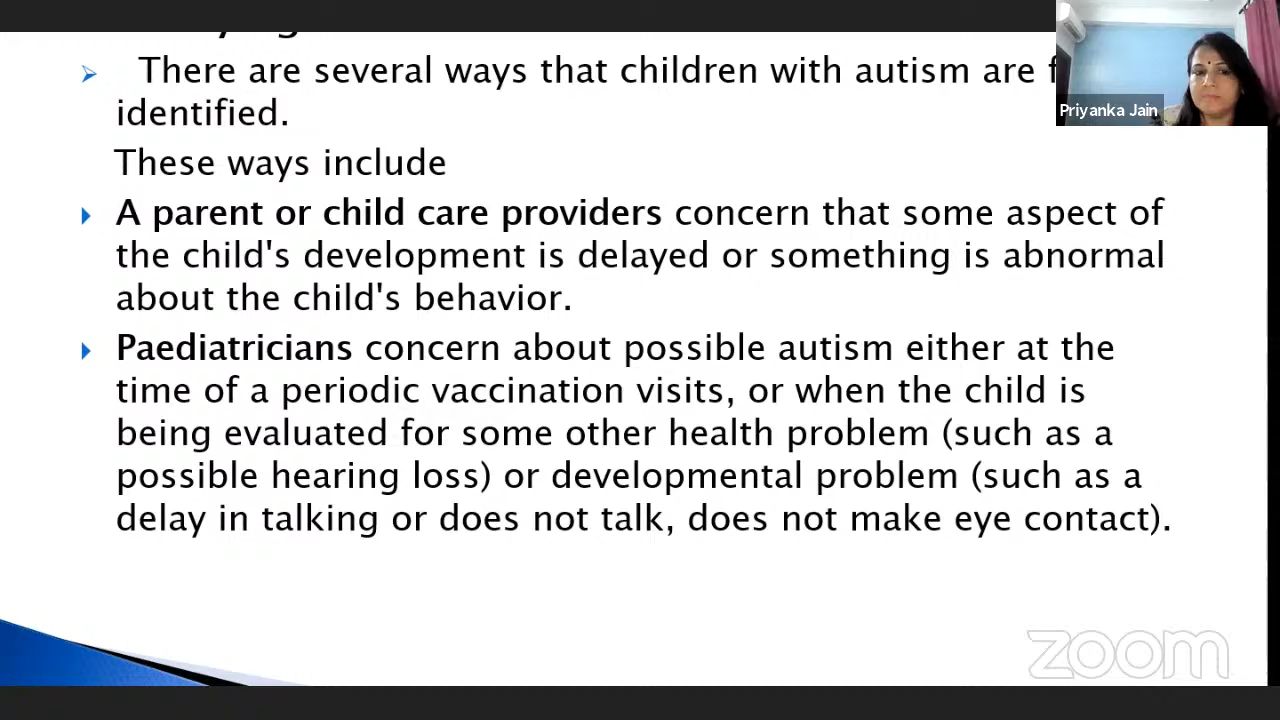 There are several ways that children with autism are
identified.
These ways include
A parent or child care providers concern that some aspect of
the child's development is delayed or something is abnormal
about the child's behavior.
Paediatricians concern about possible autism either at the
time of a periodic vaccination visits, or when the child is
being evaluated for some other health problem (such as a
possible hearing loss) or developmental problem (such as a
delay in talking or does not talk, does not make eye contact).
Priyanka Jain
zoom